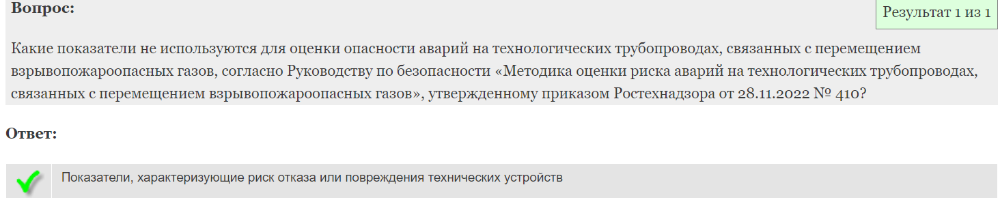 Вопрос:
Результат 1 из 1
Какие показатели не используются для оценки опасности аварий на технологических трубопроводах, связанных с перемещением
взрывопожароопасных газов, согласно Руководству по безопасности «Методика оценки риска аварий на технологических трубопроводах,
связанных с перемещением взрывопожароопасных газов», утвержденному приказом Ростехнадзора от 28.11.2022 № 410?
Ответ:
Показатели, характеризующие риск отказа или повреждения технических устройств